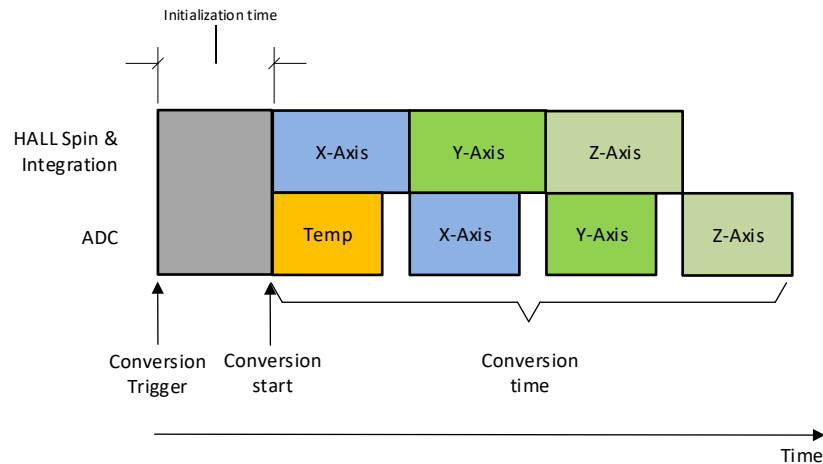 Initialization time
HALL Spin &
Integration
X-Axis
Y-Axis
Z-Axis
ADC
Temp
X-Axis
Y-Axis
Z-Axis
Conversion
Trigger
Conversion
start
Conversion
time
Time